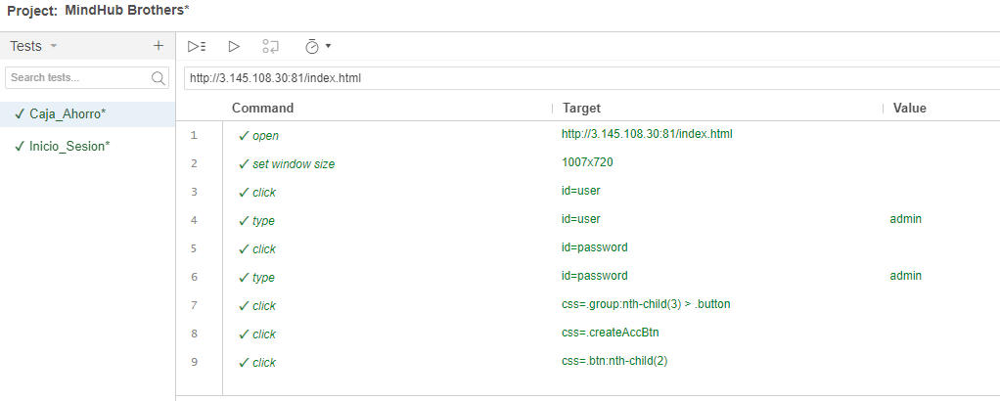 Project: MindHub Brothers*
Tests
Search tests...
http://3.145.108.30:81/index.html
✓ Caja_Ahorro*
✓ Inicio_Sesion*
Command Target Value
1 ✓ open http://3.145.108.30:81/index.html
2 ✓ set window size 1007x720
3 ✓ click id=user
4 ✓ type id=user admin
5 ✓ click id=password
6 ✓ type id=password admin
7 ✓ click css=.group:nth-child(3) > .button
8 ✓ click css=.createAccBtn
9 ✓ click css=.btn:nth-child(2)